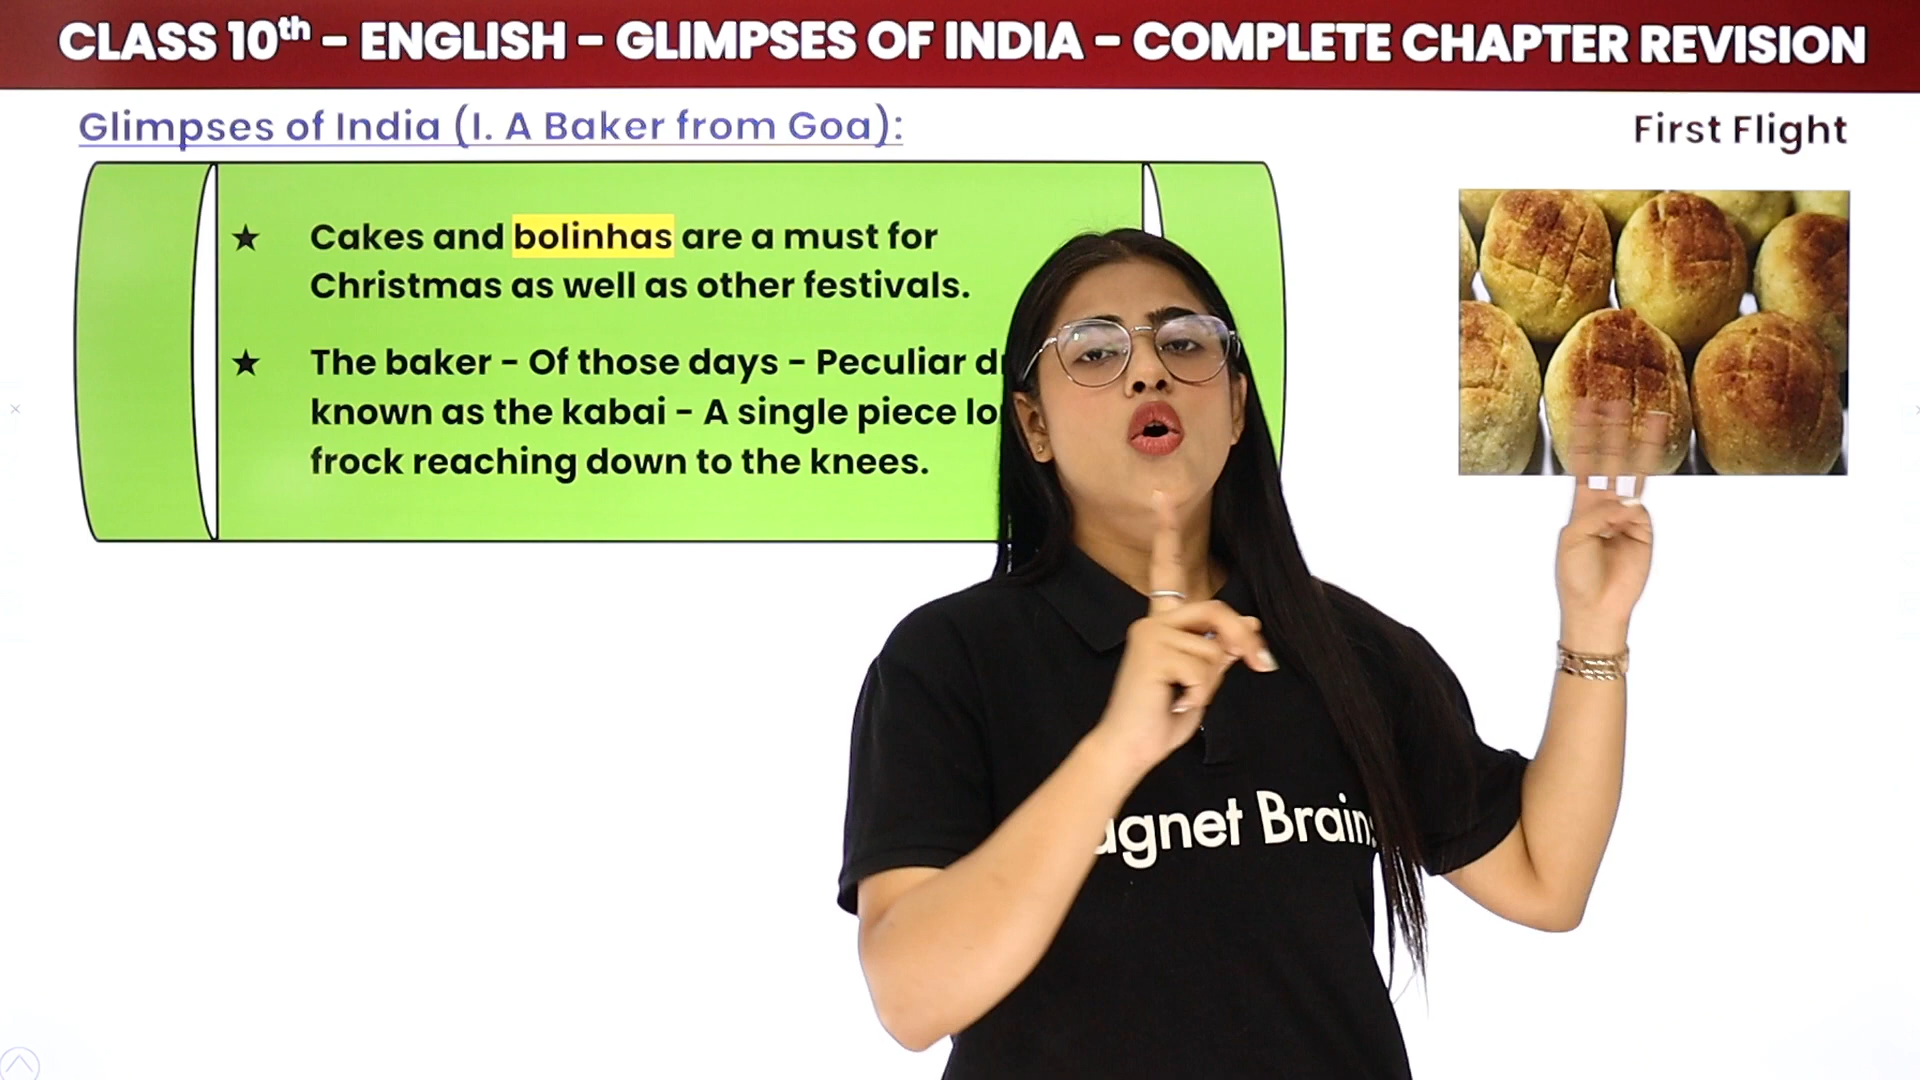 CLASS 10th - ENGLISH - GLIMPSES OF INDIA - COMPLETE CHAPTER REVISION
Glimpses of India (I. A Baker from Goa):
First Flight
★ Cakes and bolinhas are a must for
Christmas as well as other festivals.
★ The baker - Of those days - Peculiar
known as the kabai - A single piece
frock reaching down to the knees.
Brain